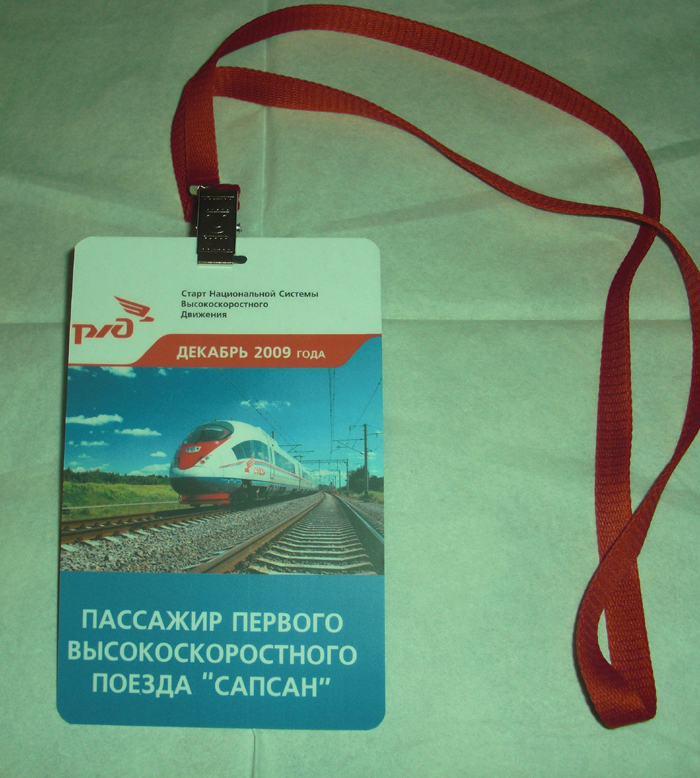 Старт Национальной Системы
Высокоскоростного
Движения
ржд
ДЕКАБРЬ 2009 ГОДА
ПАССАЖИР ПЕРВОГО
ВЫСОКОСКОРОСТНОГО
ПОЕЗДА "САПСАН"